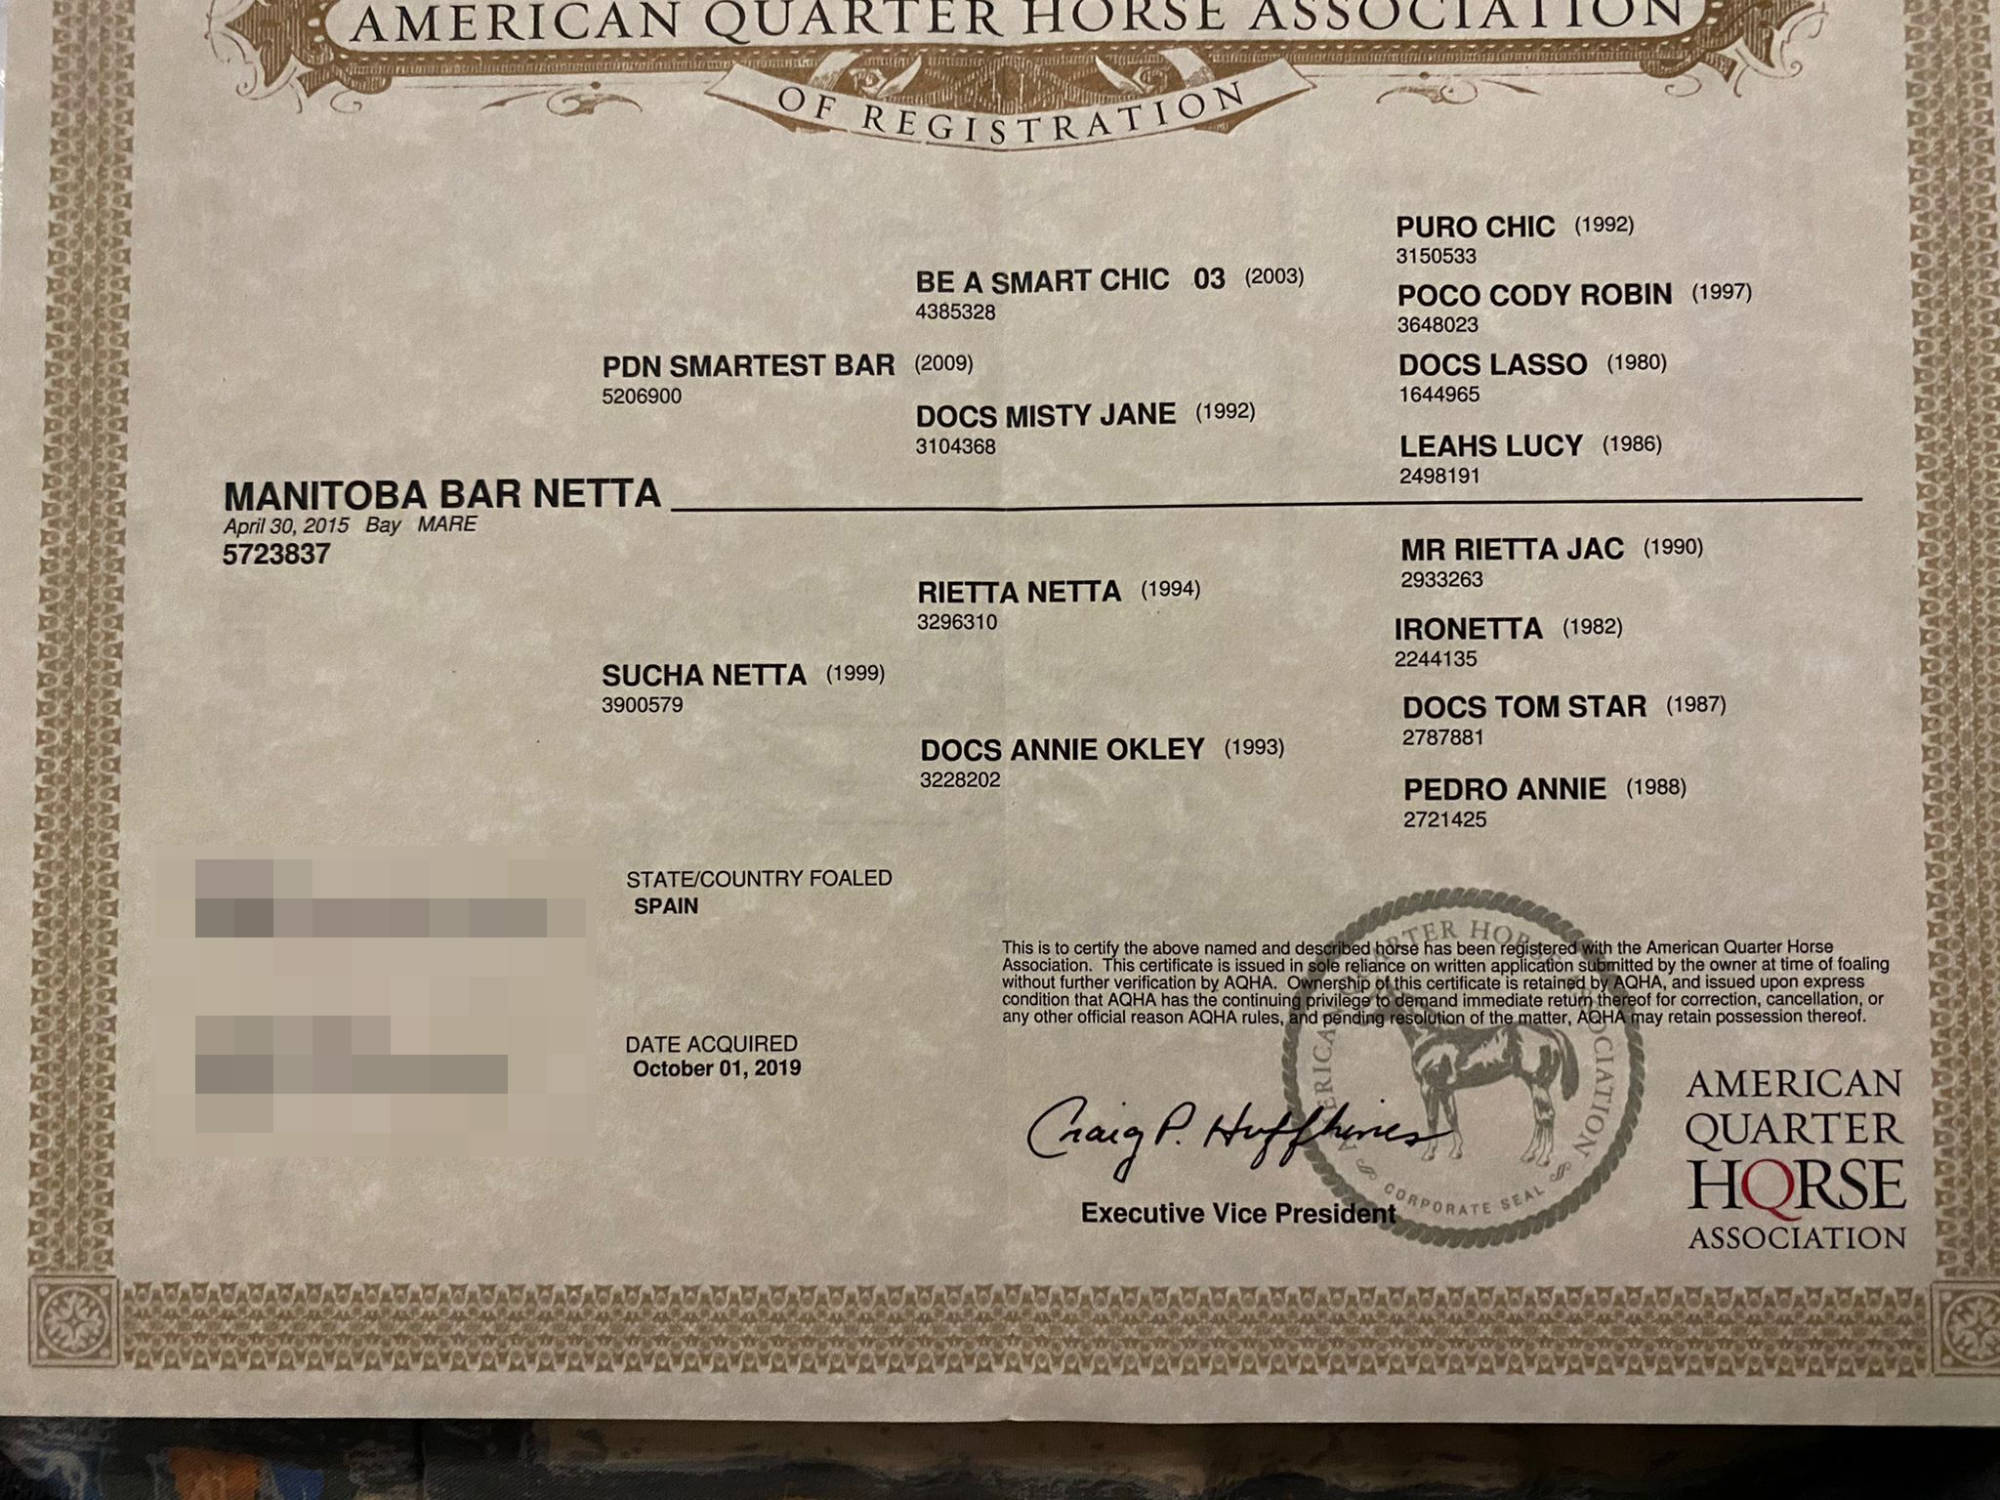 AMERICAN QUARTER HORSE ASSOCIATION
OF REGISTRATION
PURO CHIC (1992)
3150533
BE A SMART CHIC 03 (2003)
4385328
POCO CODY ROBIN (1997)
3648023
PDN SMARTEST BAR (2009)
5206900
DOCS LASSO (1980)
1644965
DOCS MISTY JANE (1992)
3104368
LEAHS LUCY (1986)
2498191
MANITOBA BAR NETTA
April 30, 2015 Bay MARE
5723837
MR RIETTA JAC (1990)
2933263
RIETTA NETTA (1994)
3296310
IRONETTA (1982)
2244135
SUCHA NETTA (1999)
3900579
DOCS TOM STAR (1987)
2787881
DOCS ANNIE OKLEY (1993)
3228202
PEDRO ANNIE (1988)
2721425
STATE/COUNTRY FOALED
SPAIN
DATE ACQUIRED
October 01, 2019
This is to certify the above named and described horse has been registered with the American Quarter Horse
Association. This certificate is issued in sole reliance on written application submitted by the owner at time of foaling
without further verification by AQHA. Ownership of this certificate is retained by AQHA, and issued upon express
condition that AQHA has the continuing privilege to demand immediate return thereof for correction, cancellation, or
any other official reason AQHA rules, and pending resolution of the matter, AQHA may retain possession thereof.
Craig P. Huffhines
Executive Vice President
AMERICAN QUARTER HORSE ASSOCIATION
CORPORATE SEAL
AMERICAN
QUARTER
HORSE
ASSOCIATION